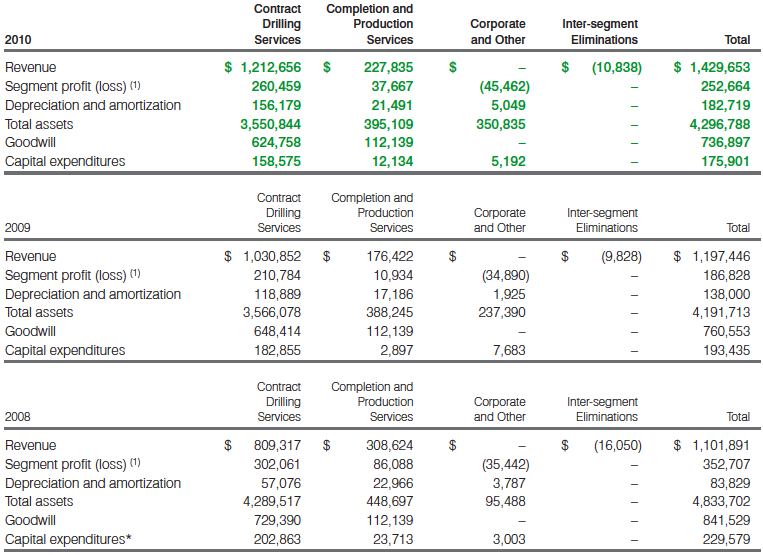 Contract Completion and
Drilling Production Corporate Inter-segment
2010 Services Services and Other Eliminations Total
Revenue $ 1,212,656 $ 227,835 $ – $ (10,838) $ 1,429,653
Segment profit (loss) (1) 260,459 37,667 (45,462) – 252,664
Depreciation and amortization 156,179 21,491 5,049 – 182,719
Total assets 3,550,844 395,109 350,835 – 4,296,788
Goodwill 624,758 112,139 – – 736,897
Capital expenditures 158,575 12,134 5,192 – 175,901
Contract Completion and
Drilling Production Corporate Inter-segment
2009 Services Services and Other Eliminations Total
Revenue $ 1,030,852 $ 176,422 $ – $ (9,828) $ 1,197,446
Segment profit (loss) (1) 210,784 10,934 (34,890) – 186,828
Depreciation and amortization 118,889 17,186 1,925 – 138,000
Total assets 3,566,078 388,245 237,390 – 4,191,713
Goodwill 648,414 112,139 – – 760,553
Capital expenditures 182,855 2,897 7,683 – 193,435
Contract Completion and
Drilling Production Corporate Inter-segment
2008 Services Services and Other Eliminations Total
Revenue $ 809,317 $ 308,624 $ – $ (16,050) $ 1,101,891
Segment profit (loss) (1) 302,061 86,088 (35,442) – 352,707
Depreciation and amortization 57,076 22,966 3,787 – 83,829
Total assets 4,289,517 448,697 95,488 – 4,833,702
Goodwill 729,390 112,139 – – 841,529
Capital expenditures* 202,863 23,713 3,003 – 229,579